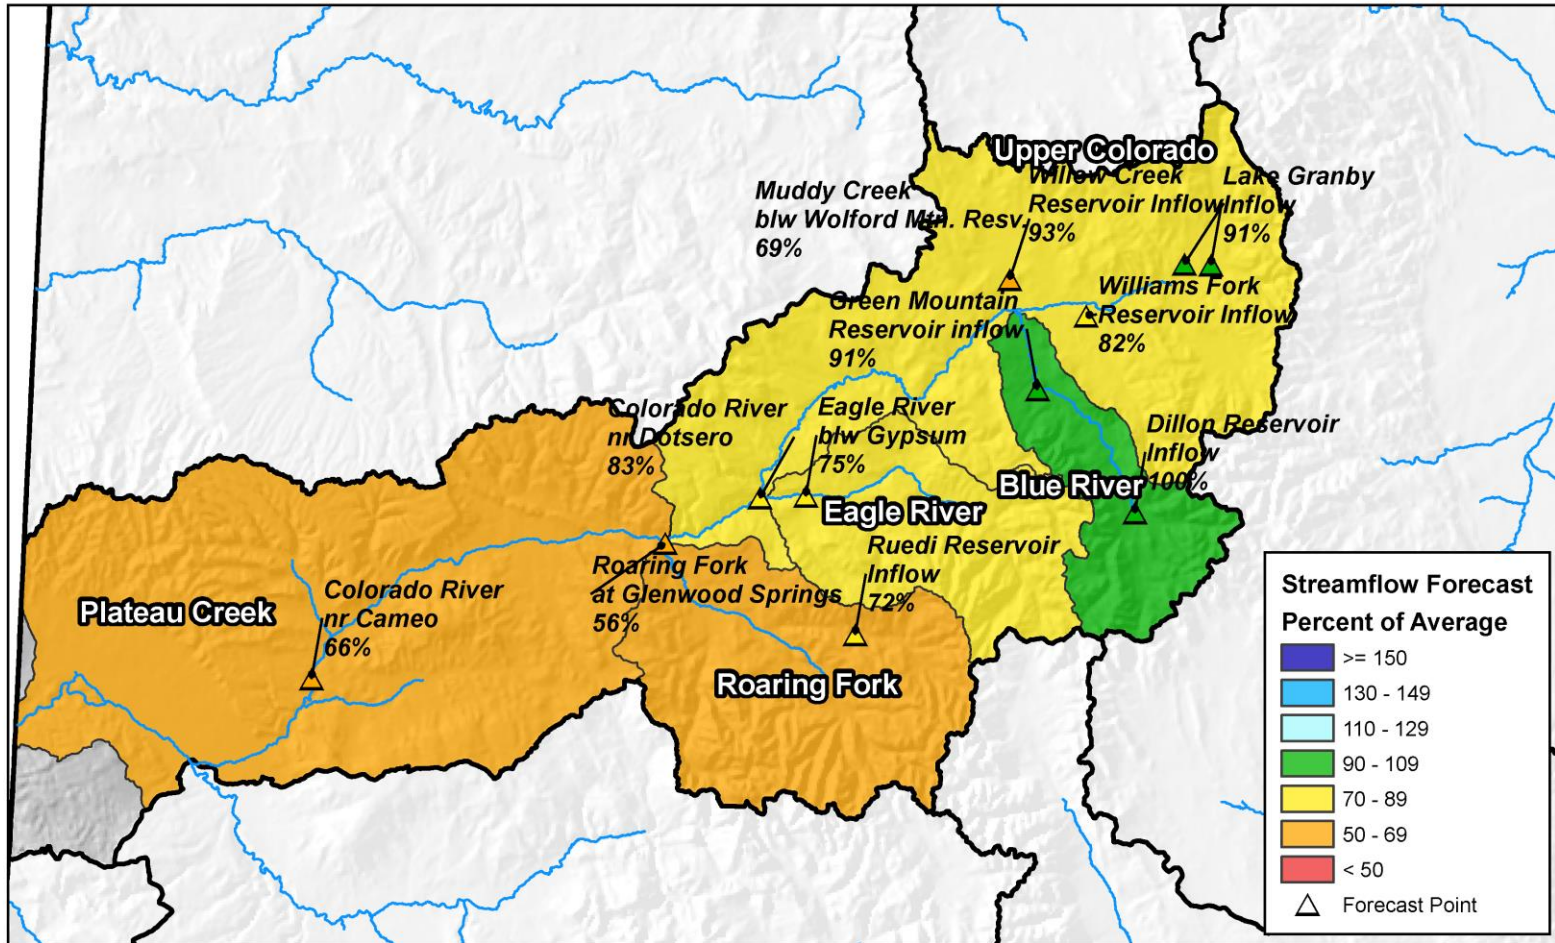 Upper Colorado
Muddy Creek
blw Wolford Mtn. Resv.
69%
Willow Creek
Reservoir Inflow
93%
Lake Granby
Inflow
91%
Green Mountain
Reservoir inflow
91%
Williams Fork
Reservoir Inflow
82%
Colorado River
nr Dotsero
83%
Eagle River
blw Gypsum
75%
Dillon Reservoir
Inflow
100%
Blue River
Eagle River
Ruedi Reservoir
Inflow
72%
Roaring Fork
at Glenwood Springs
56%
Colorado River
nr Cameo
66%
Plateau Creek
Roaring Fork
Streamflow Forecast
Percent of Average
>= 150
130 - 149
110 - 129
90 - 109
70 - 89
50 - 69
< 50
Forecast Point